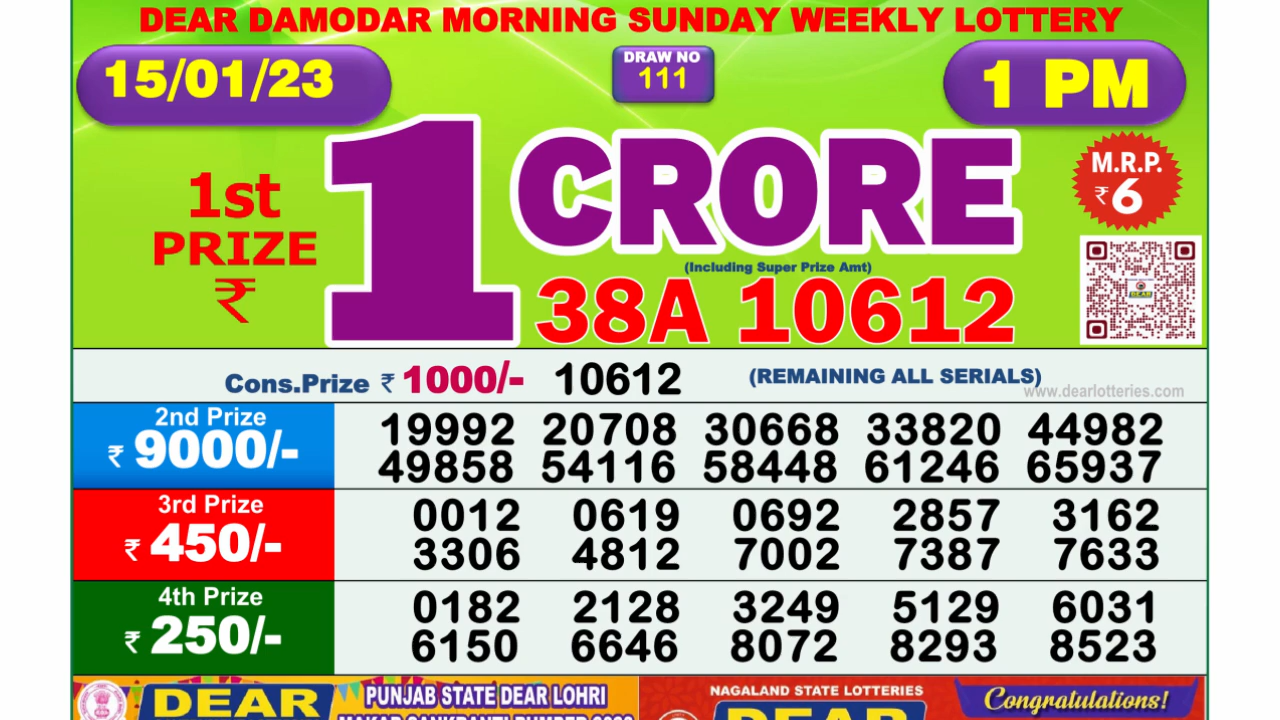 DEAR DAMODAR MORNING SUNDAY WEEKLY LOTTERY
15/01/23
DRAW NO
111
1 PM
1st
PRIZE
₹
1 CRORE
M.R.P.
₹6
(Including Super Prize Amt)
38A 10612
DEAR
Cons.Prize ₹ 1000/- 10612 (REMAINING ALL SERIALS)
www.dearlotteries.com
2nd Prize
₹ 9000/-
19992 20708 30668 33820 44982
49858 54116 58448 61246 65937
3rd Prize
₹ 450/-
0012 0619 0692 2857 3162
3306 4812 7002 7387 7633
4th Prize
₹ 250/-
0182 2128 3249 5129 6031
6150 6646 8072 8293 8523
DEAR
PUNJAB STATE DEAR LOHRI
NAGALAND STATE LOTTERIES
DEAR
Congratulations!